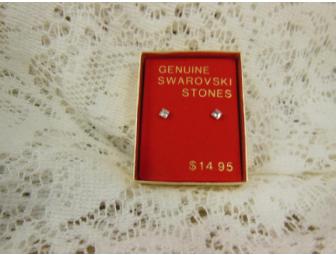 GENUINE
SWAROVSKI
STONES
$14.95